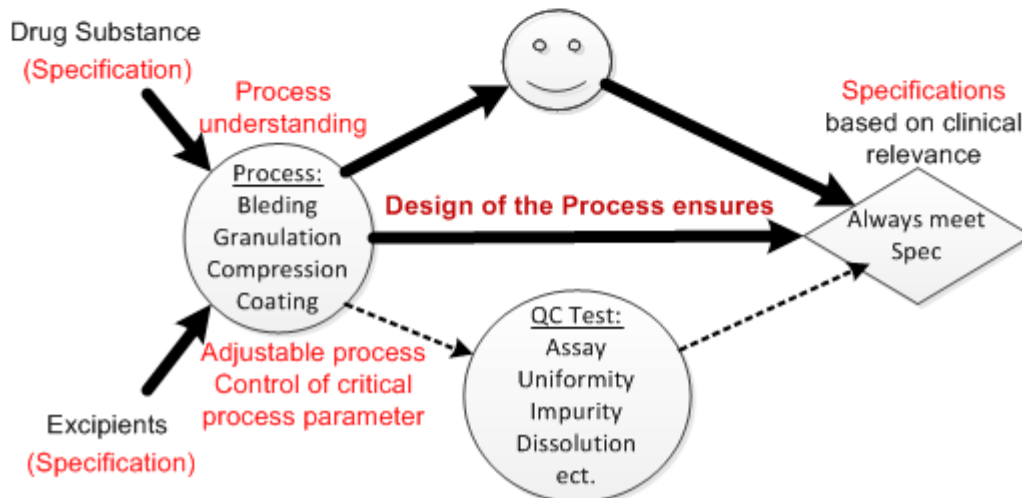 Drug Substance
(Specification)
Process
understanding
Process:
Bleding
Granulation
Compression
Coating
Excipients
(Specification)
Adjustable process
Control of critical
process parameter
Design of the Process ensures
QC Test:
Assay
Uniformity
Impurity
Dissolution
ect.
Specifications
based on clinical
relevance
Always meet
Spec